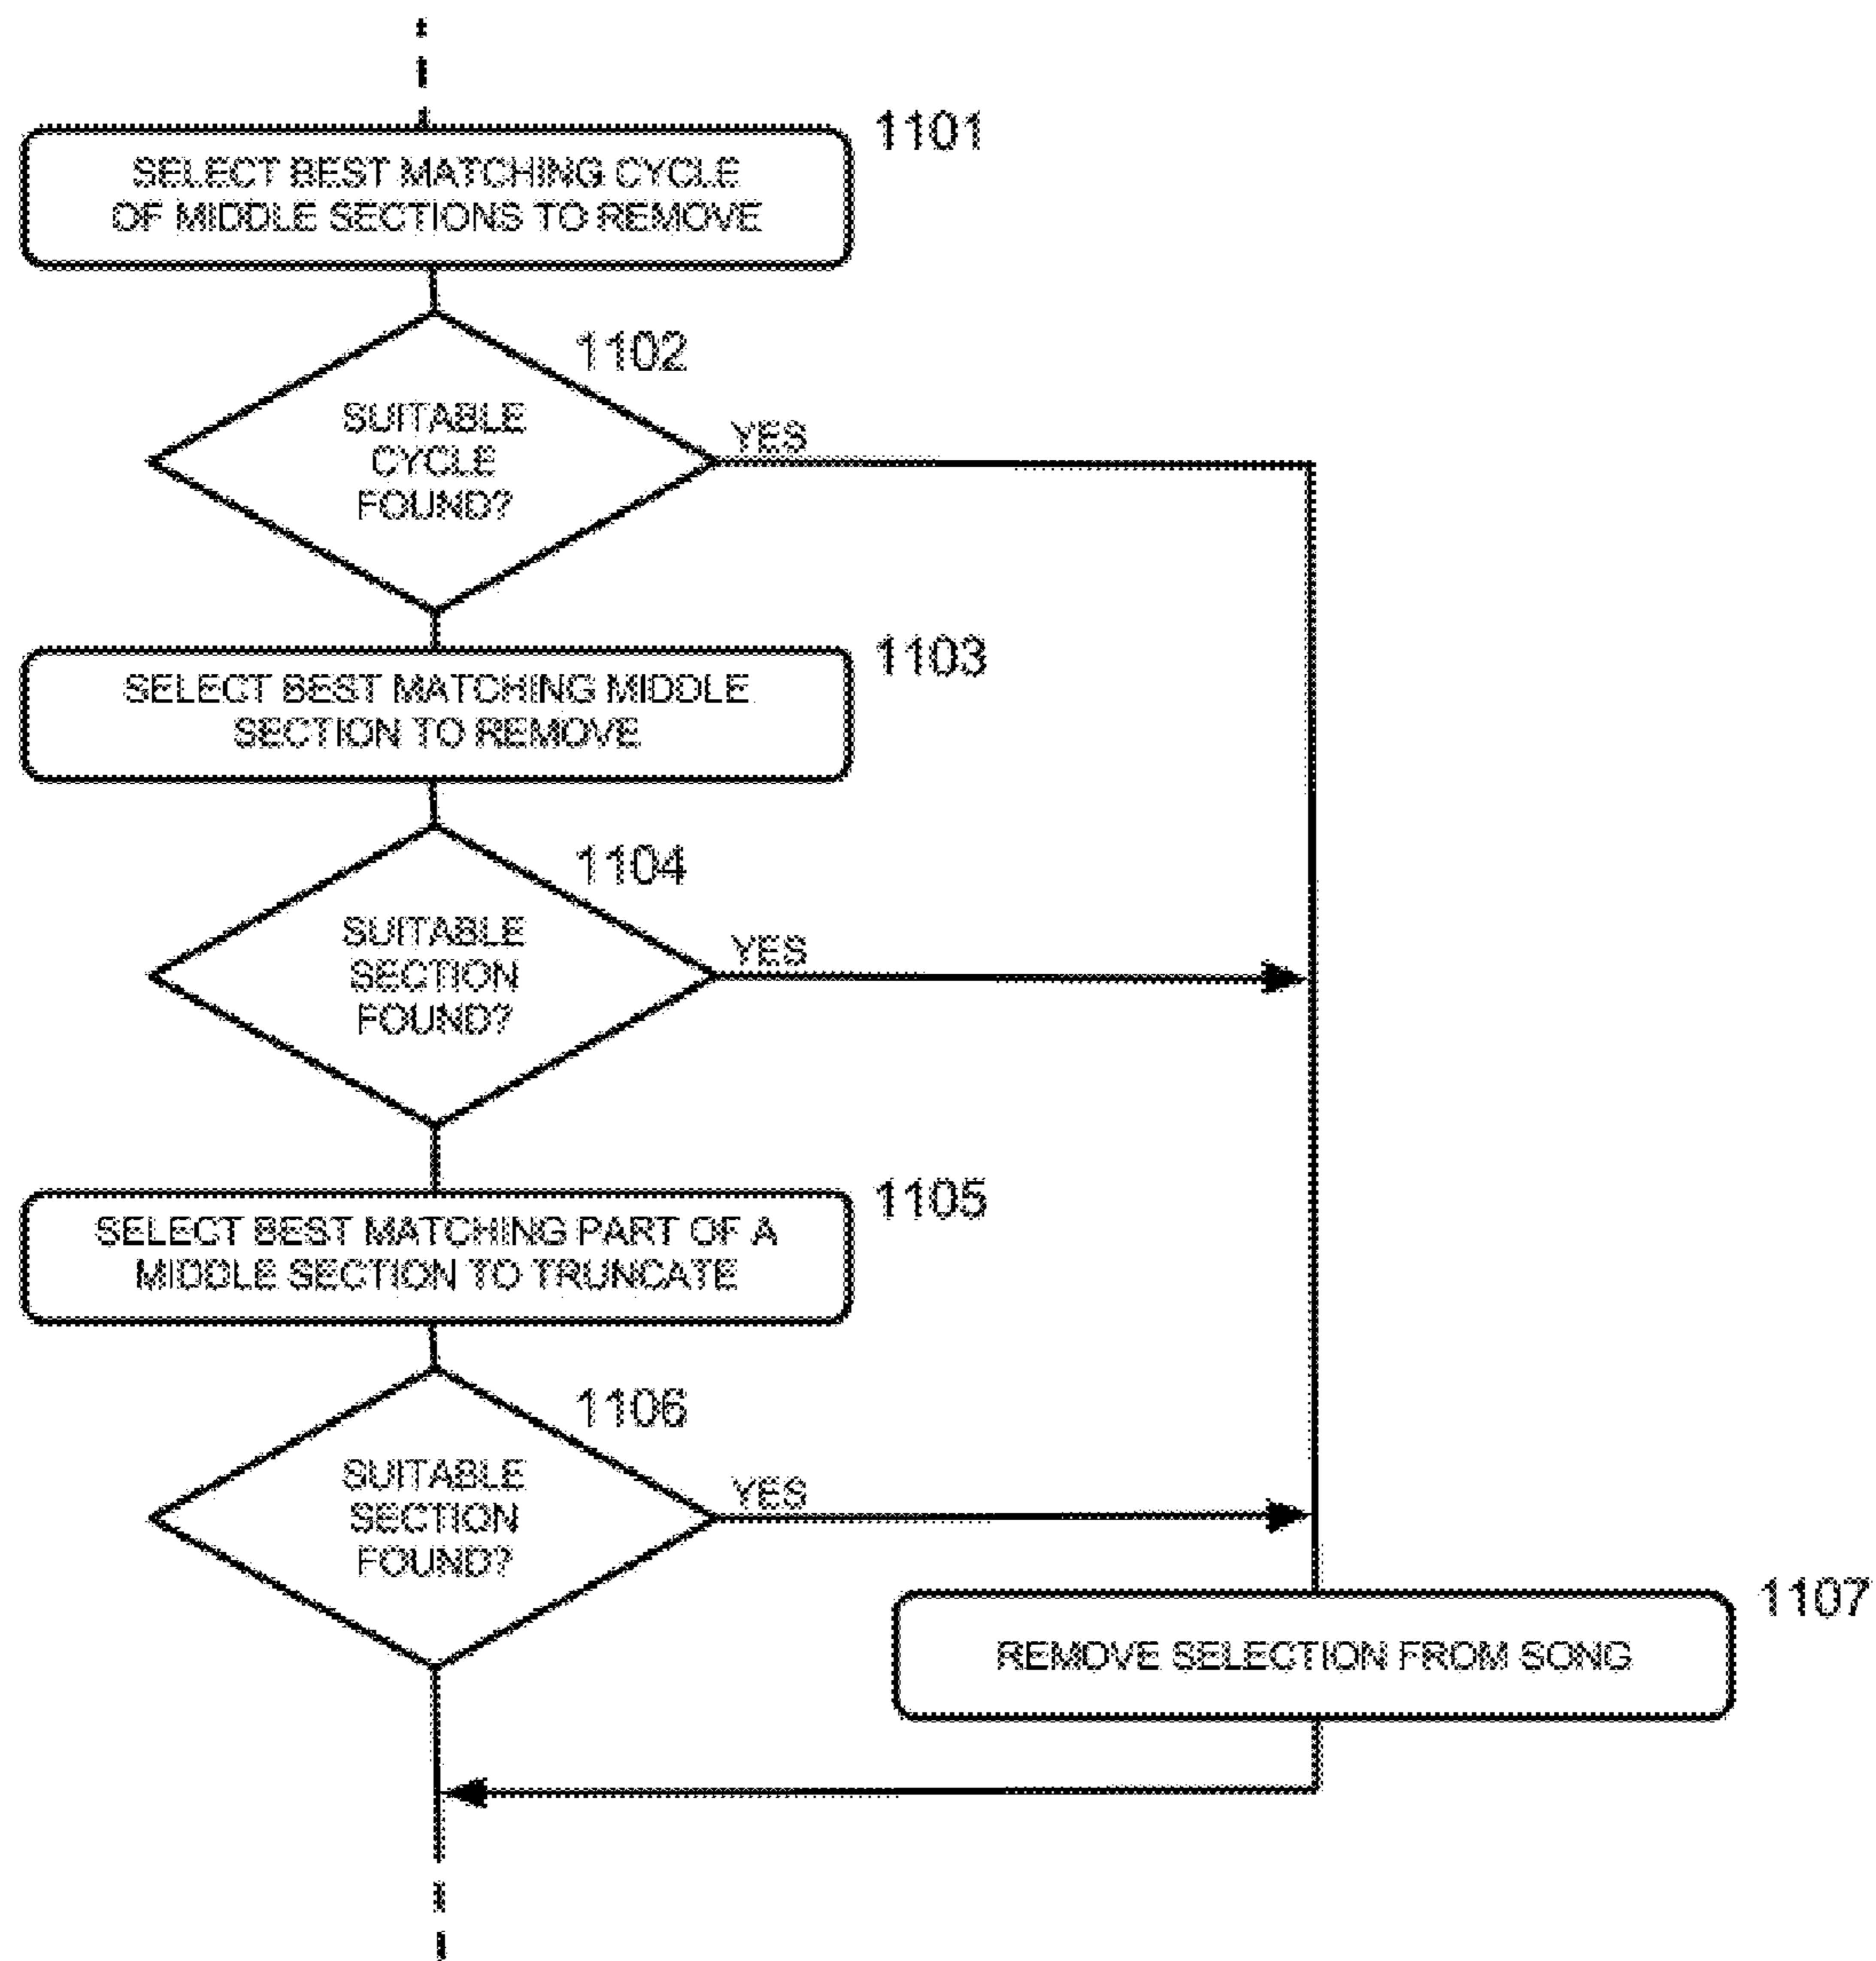 1101
SELECT BEST MATCHING CYCLE
OF MIDDLE SECTIONS TO REMOVE
1102
SUITABLE
CYCLE
FOUND?
YES
1103
SELECT BEST MATCHING MIDDLE
SECTION TO REMOVE
1104
SUITABLE
SECTION
FOUND?
YES
1105
SELECT BEST MATCHING PART OF A
MIDDLE SECTION TO TRUNCATE
1106
SUITABLE
SECTION
FOUND?
YES
1107
REMOVE SELECTION FROM SONG